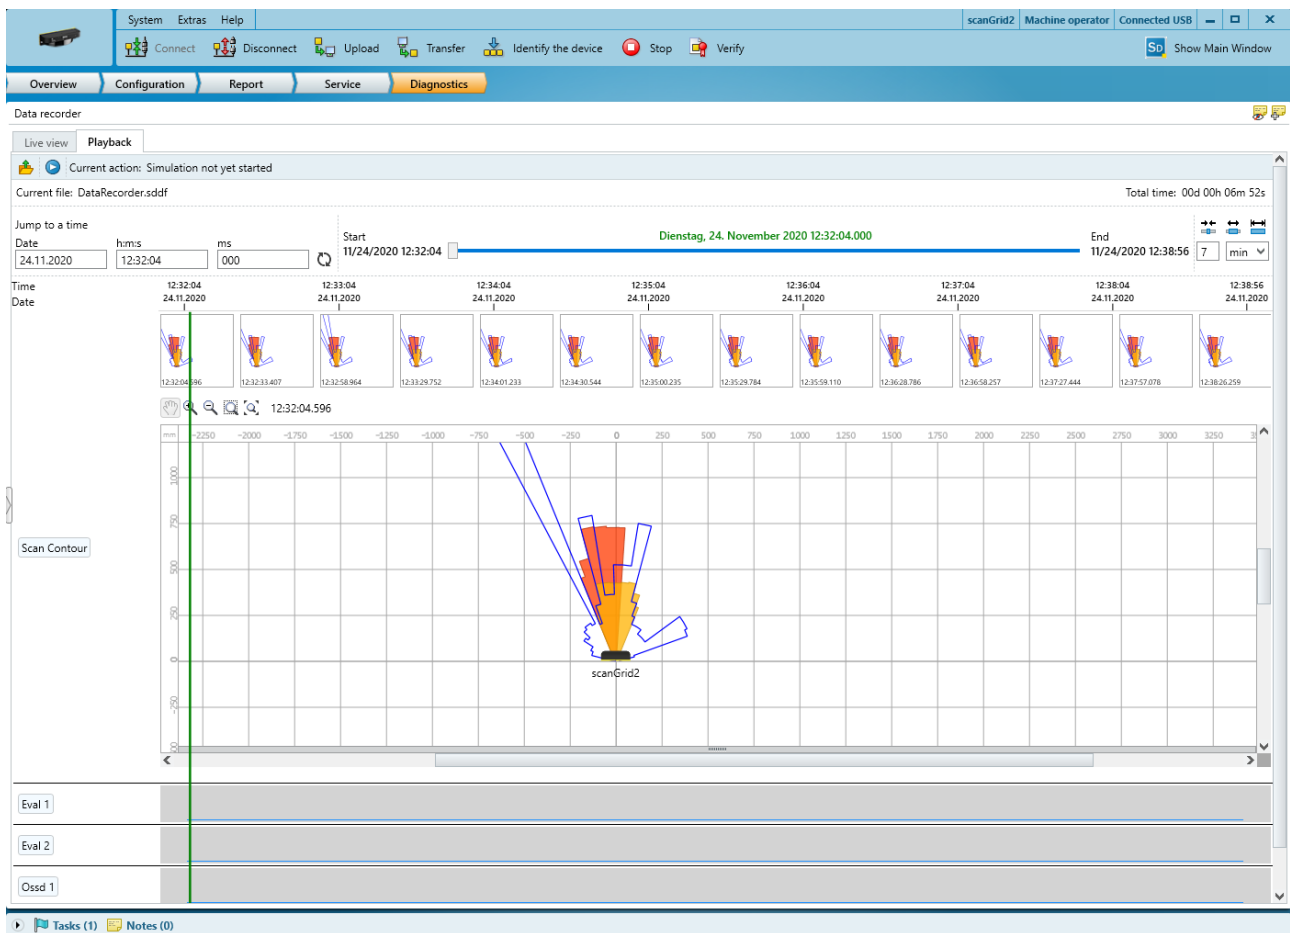 System Extras Help scanGrid2 Machine operator Connected USB
Connect Disconnect Upload Transfer Identify the device Stop Verify SD Show Main Window
Overview Configuration Report Service Diagnostics
Data recorder
Live view Playback
Current action: Simulation not yet started
Current file: DataRecorder.sddf Total time: 00d 00h 06m 52s
Jump to a time
Date h:m:s ms
24.11.2020 12:32:04 000
Start Dienstag, 24. November 2020 12:32:04.000 End
11/24/2020 12:32:04 11/24/2020 12:38:56 7 min
Time 12:32:04 12:33:04 12:34:04 12:35:04 12:36:04 12:37:04 12:38:04 12:38:56
Date 24.11.2020 24.11.2020 24.11.2020 24.11.2020 24.11.2020 24.11.2020 24.11.2020 24.11.2020
12:32:04.596 12:32:33.407 12:32:58.964 12:33:29.752 12:34:01.233 12:34:30.544 12:35:00.235 12:35:29.784 12:35:59.110 12:36:28.786 12:36:58.257 12:37:27.444 12:37:57.078 12:38:26.259
12:32:04.596
mm -2250 -2000 -1750 -1500 -1250 -1000 -750 -500 -250 0 250 500 750 1000 1250 1500 1750 2000 2250 2500 2750 3000 3250
1000
750
500
250
0
-250
scanGrid2
Scan Contour
Eval 1
Eval 2
Ossd 1
Tasks (1) Notes (0)